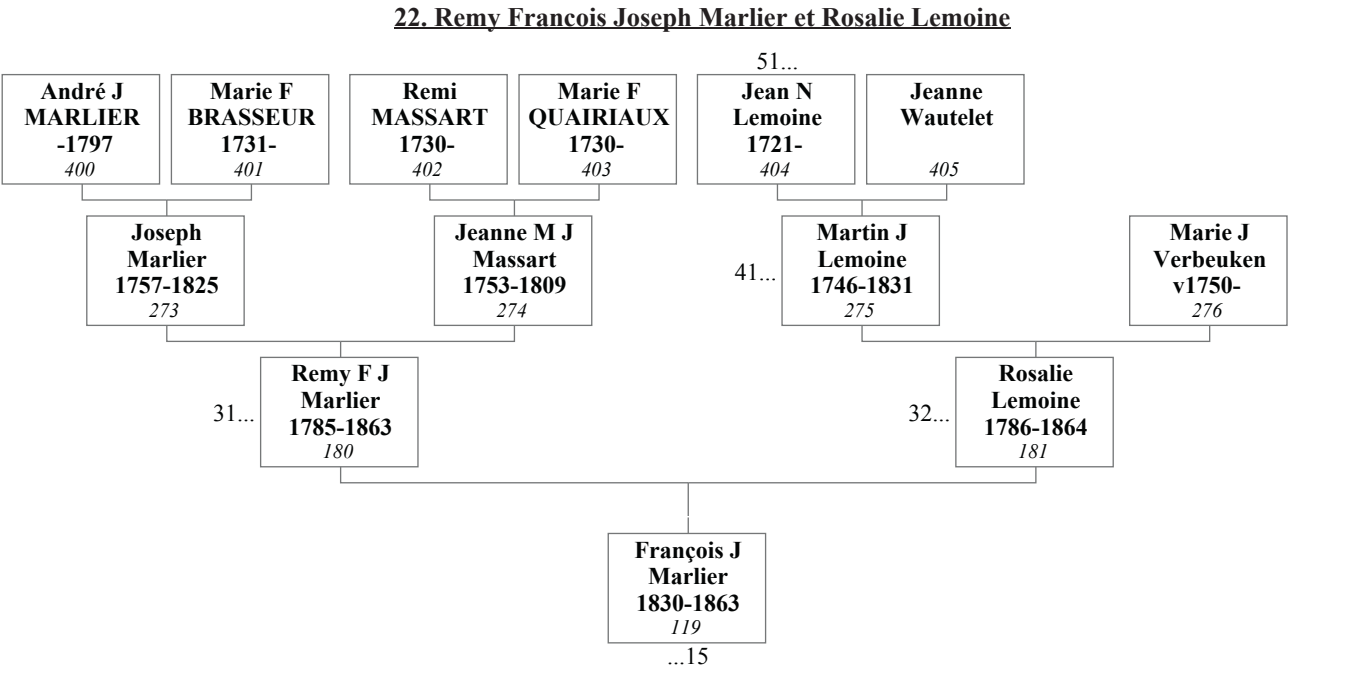 22. Remy Francois Joseph Marlier et Rosalie Lemoine
51...
André J
MARLIER
-1797
400
Marie F
BRASSEUR
1731-
401
Remi
MASSART
1730-
402
Marie F
QUAIRIAUX
1730-
403
Jean N
Lemoine
1721-
404
Jeanne
Wautelet
405
Joseph
Marlier
1757-1825
273
Jeanne M J
Massart
1753-1809
274
41...
Martin J
Lemoine
1746-1831
275
Marie J
Verbeuken
v1750-
276
31...
Remy F J
Marlier
1785-1863
180
32...
Rosalie
Lemoine
1786-1864
181
François J
Marlier
1830-1863
119
...15